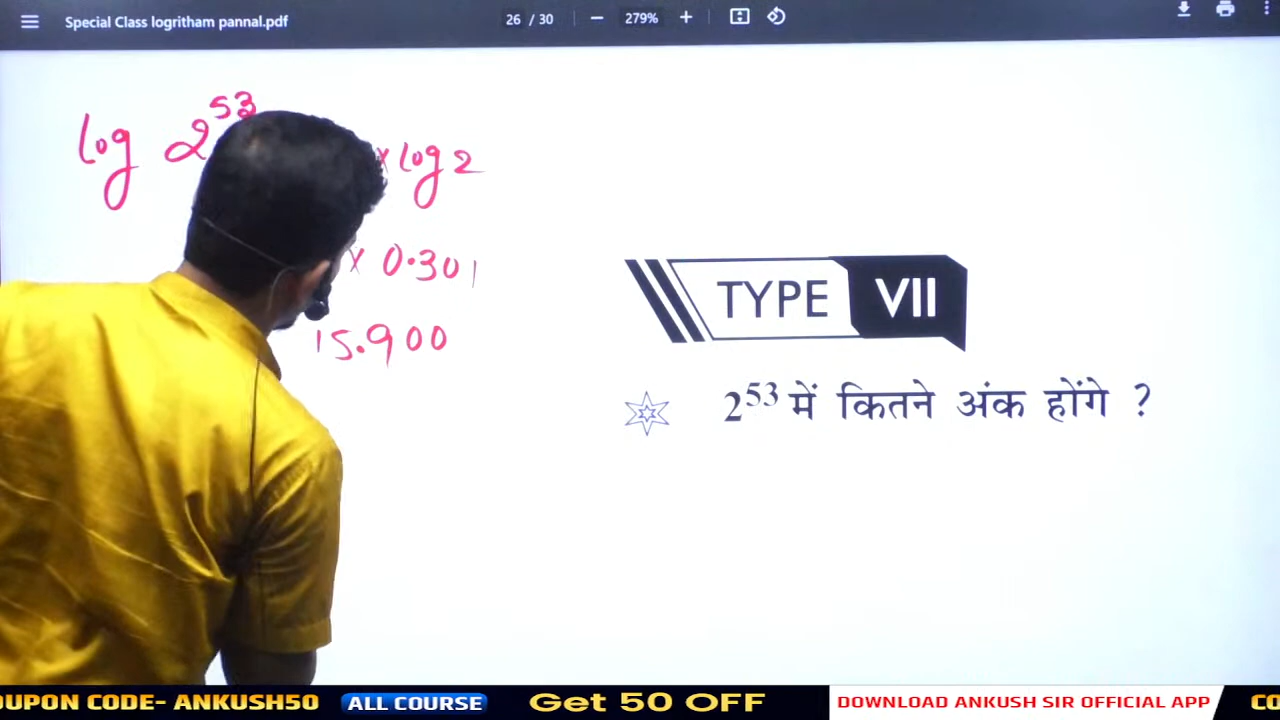 Special Class logritham pannal.pdf
26 / 30
279%
log 2^53 × log 2
× 0.301
15.900
TYPE VII
2^53 में कितने अंक होंगे ?
OUPON CODE- ANKUSH50 ALL COURSE Get 50 OFF DOWNLOAD ANKUSH SIR OFFICIAL APP CO